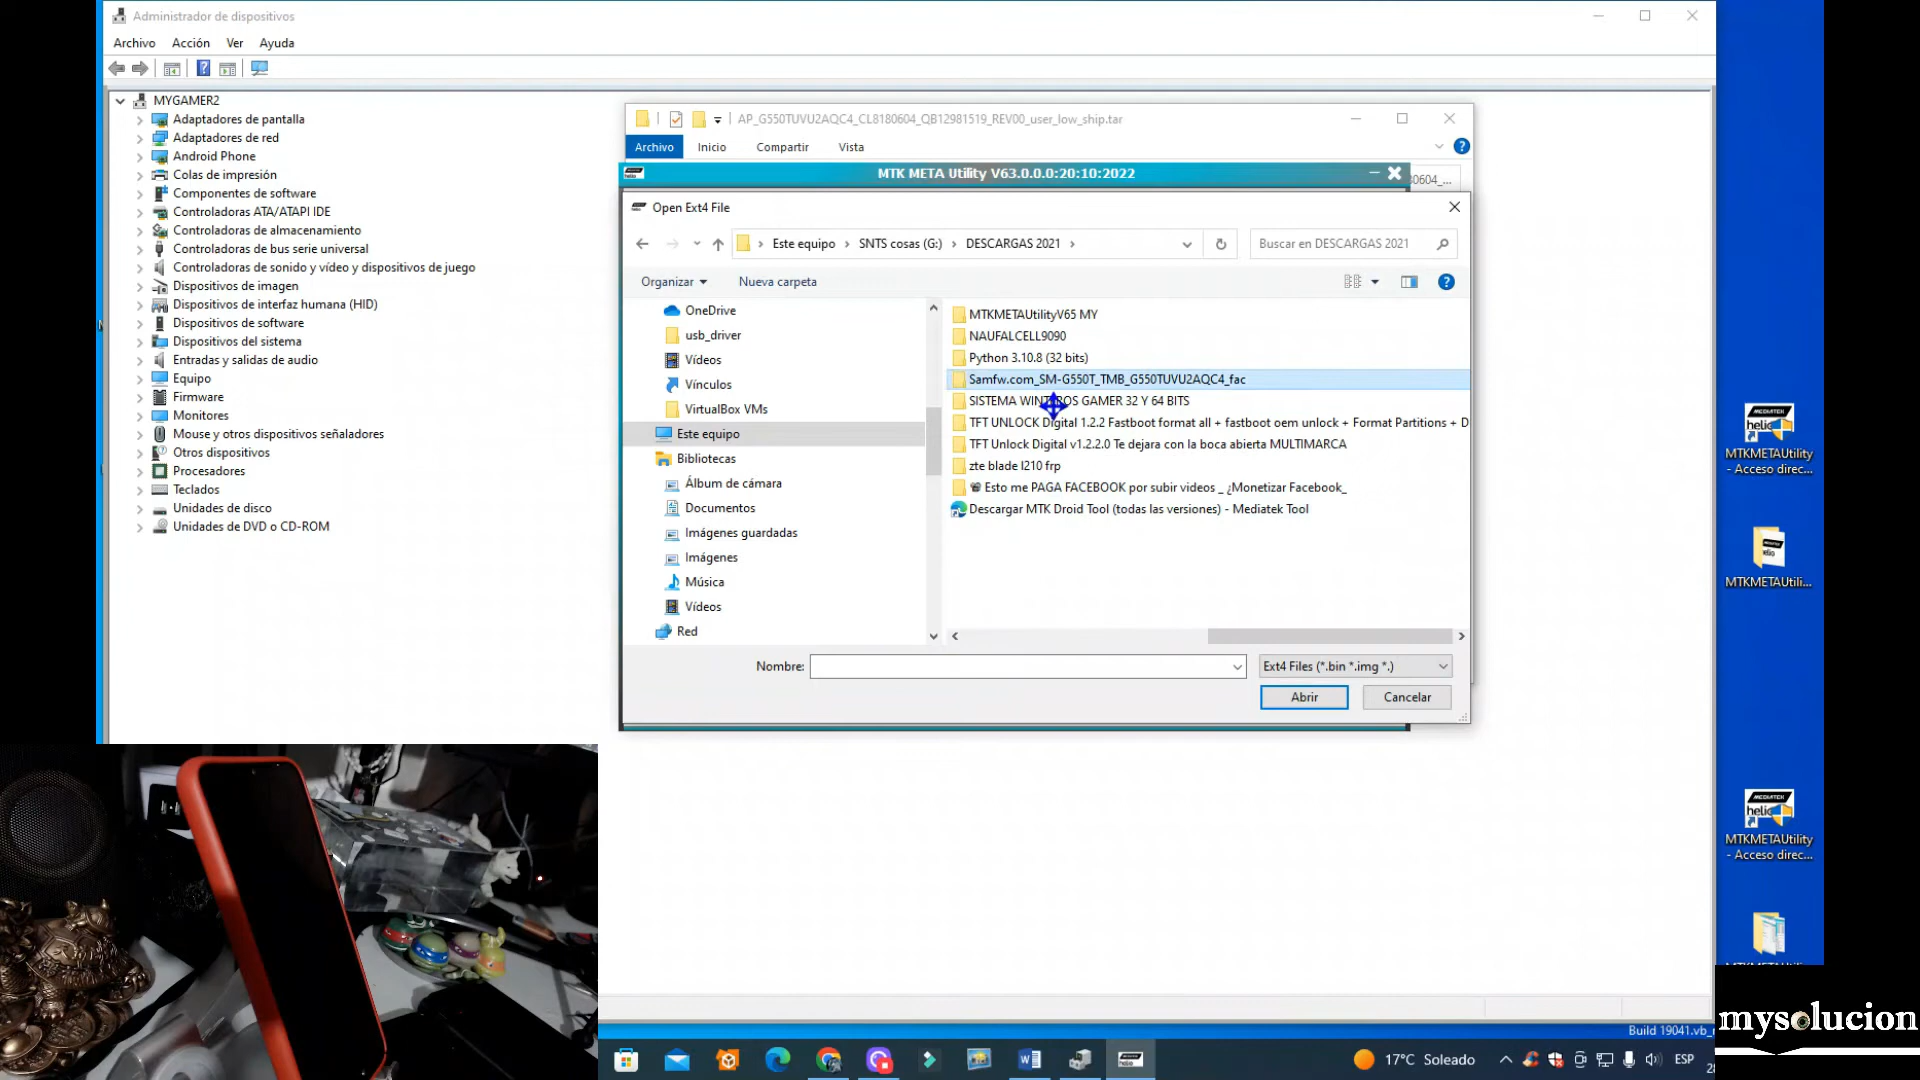 Administrador de dispositivos
Archivo Acción Ver Ayuda
MYGAMER2
Adaptadores de pantalla
Adaptadores de red
Android Phone
Colas de impresión
Componentes de software
Controladoras ATA/ATAPI IDE
Controladoras de almacenamiento
Controladoras de bus serie universal
Controladoras de sonido y vídeo y dispositivos de juego
Dispositivos de imagen
Dispositivos de interfaz humana (HID)
Dispositivos de software
Dispositivos del sistema
Entradas y salidas de audio
Equipo
Firmware
Monitores
Mouse y otros dispositivos señaladores
Otros dispositivos
Procesadores
Teclados
Unidades de disco
Unidades de DVD o CD-ROM
AP_G550TUVU2AQC4_CL8180604_QB12981519_REV00_user_low_ship.tar
Archivo Inicio Compartir Vista
MTK META Utility V63.0.0.0:20:10:2022
80604_...
Open Ext4 File
Este equipo > SNTS cosas (G:) > DESCARGAS 2021 >
Buscar en DESCARGAS 2021
Organizar Nueva carpeta
OneDrive
usb_driver
Vídeos
Vínculos
VirtualBox VMs
Este equipo
Bibliotecas
Álbum de cámara
Documentos
Imágenes guardadas
Imágenes
Música
Vídeos
Red
MTKMETAUtilityV65 MY
NAUFALCELL9090
Python 3.10.8 (32 bits)
Samfw.com_SM-G550T_TMB_G550TUVU2AQC4_fac
SISTEMA WINTEROS GAMER 32 Y 64 BITS
TFT UNLOCK Digital 1.2.2 Fastboot format all + fastboot oem unlock + Format Partitions + D
TFT Unlock Digital v1.2.2.0 Te dejara con la boca abierta MULTIMARCA
zte blade l210 frp
Esto me PAGA FACEBOOK por subir videos _ ¿Monetizar Facebook_
Descargar MTK Droid Tool (todas las versiones) - Mediatek Tool
Nombre:
Ext4 Files (*.bin *.img *.)
Abrir Cancelar
MEDIATEK
helio
MTKMETAUtility
- Acceso direc...
helio
MTKMETAUtili...
MEDIATEK
helio
MTKMETAUtility
- Acceso direc...
mysolucion
Build 19041.vb_r
17°C Soleado
ESP